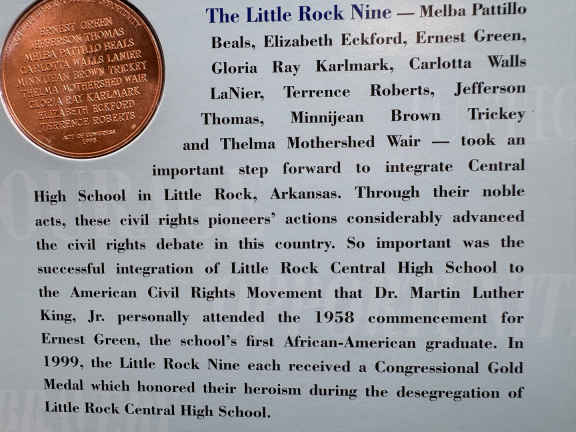 ERNEST GREEN
JEFFERSON THOMAS
MELBA PATTILLO BEALS
CARLOTTA WALLS LANIER
MINNIJEAN BROWN TRICKEY
THELMA MOTHERSHED WAIR
GLORIA RAY KARLMARK
ELIZABETH ECKFORD
TERRENCE ROBERTS
ACT OF CONGRESS
The Little Rock Nine — Melba Pattillo
Beals, Elizabeth Eckford, Ernest Green,
Gloria Ray Karlmark, Carlotta Walls
LaNier, Terrence Roberts, Jefferson
Thomas, Minnijean Brown Trickey
and Thelma Mothershed Wair — took an
important step forward to integrate Central
High School in Little Rock, Arkansas. Through their noble
acts, these civil rights pioneers' actions considerably advanced
the civil rights debate in this country. So important was the
successful integration of Little Rock Central High School to
the American Civil Rights Movement that Dr. Martin Luther
King, Jr. personally attended the 1958 commencement for
Ernest Green, the school's first African-American graduate. In
1999, the Little Rock Nine each received a Congressional Gold
Medal which honored their heroism during the desegregation of
Little Rock Central High School.